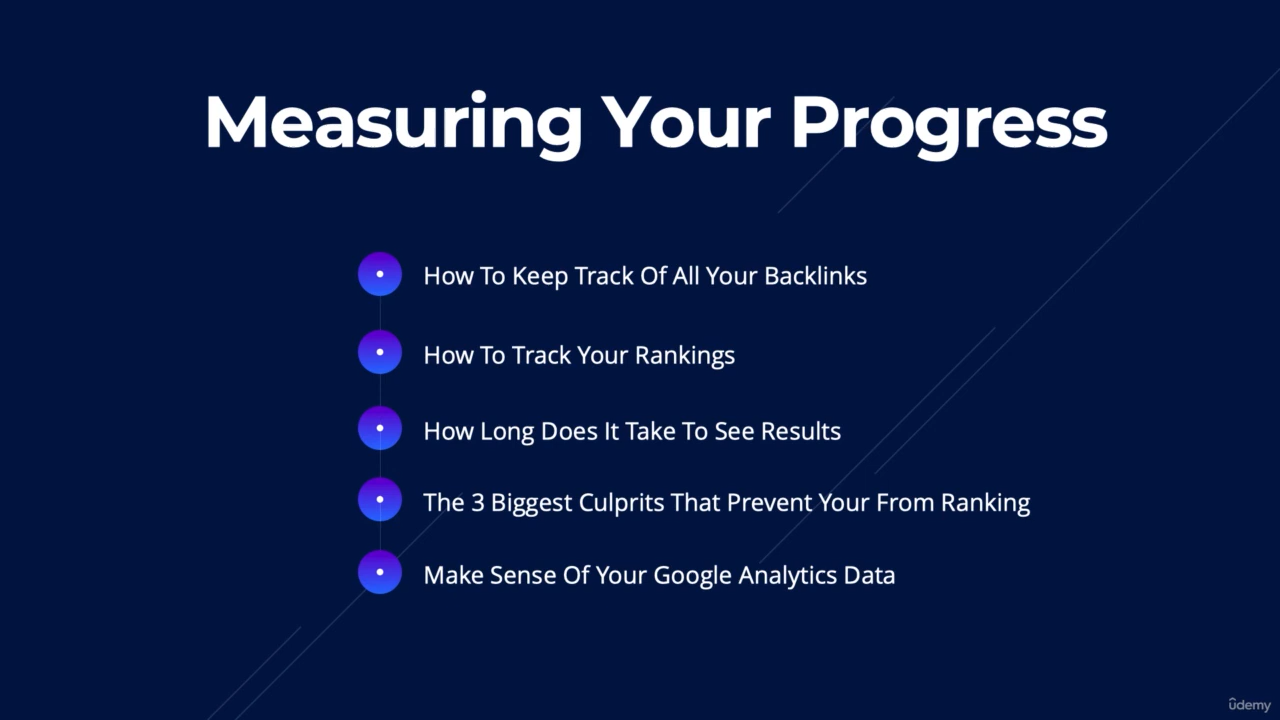 Measuring Your Progress
How To Keep Track Of All Your Backlinks
How To Track Your Rankings
How Long Does It Take To See Results
The 3 Biggest Culprits That Prevent Your From Ranking
Make Sense Of Your Google Analytics Data
ûdemy